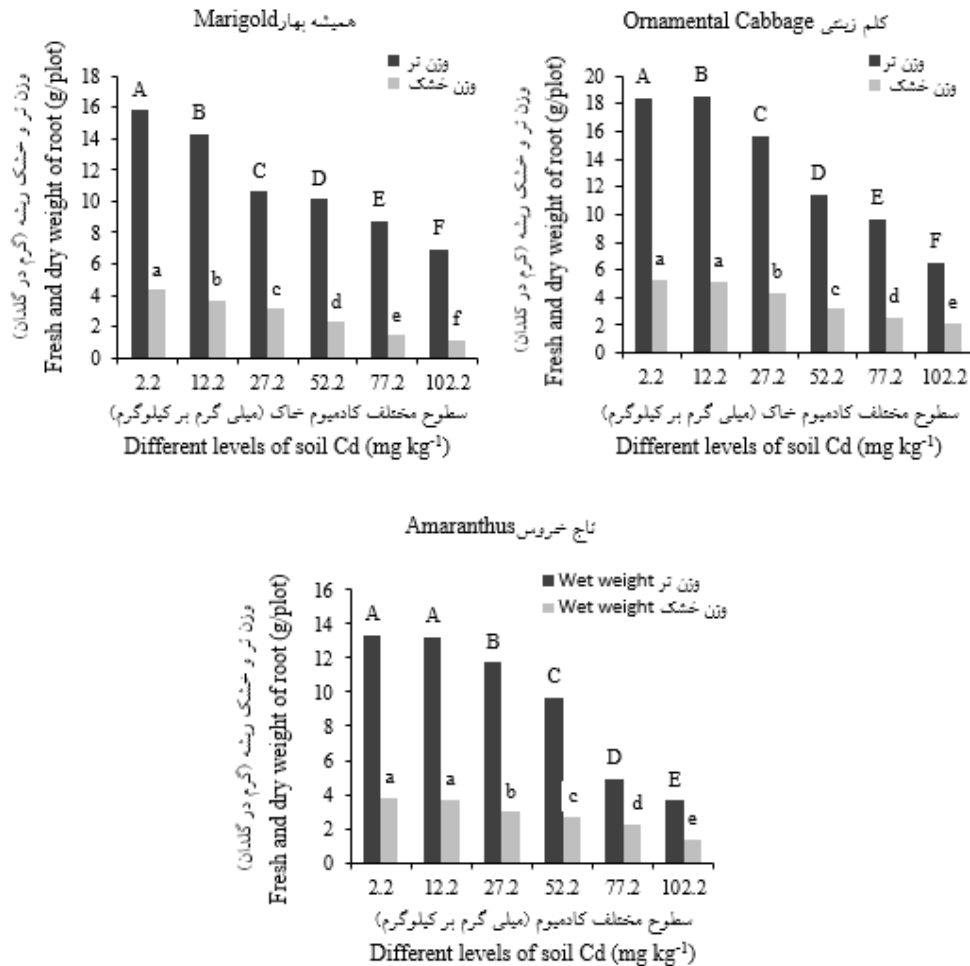 Marigold همیشه بهار
وزن تر
وزن خشک
وزن تر و خشک ریشه (گرم در گلدان)
Fresh and dry weight of root (g/plot)
18
16
14
12
10
8
6
4
2
0
A
B
C
D
E
F
a
b
c
d
e
f
2.2 12.2 27.2 52.2 77.2 102.2
سطوح مختلف کادمیوم خاک (میلی گرم بر کیلوگرم)
Different levels of soil Cd (mg kg-1)
Ornamental Cabbage کلم زینتی
وزن تر
وزن خشک
وزن تر و خشک ریشه (گرم در گلدان)
Fresh and dry weight of root (g/plot)
20
18
16
14
12
10
8
6
4
2
0
A
B
C
D
E
F
a
a
b
c
d
e
2.2 12.2 27.2 52.2 77.2 102.2
سطوح مختلف کادمیوم خاک (میلی گرم بر کیلوگرم)
Different levels of soil Cd (mg kg-1)
Amaranthus تاج خروس
Wet weight وزن تر
Wet weight وزن خشک
وزن تر و خشک ریشه (گرم در گلدان)
Fresh and dry weight of root (g/plot)
16
14
12
10
8
6
4
2
0
A
A
B
C
D
E
a
a
b
c
d
e
2.2 12.2 27.2 52.2 77.2 102.2
سطوح مختلف کادمیوم (میلی گرم بر کیلوگرم)
Different levels of soil Cd (mg kg-1)